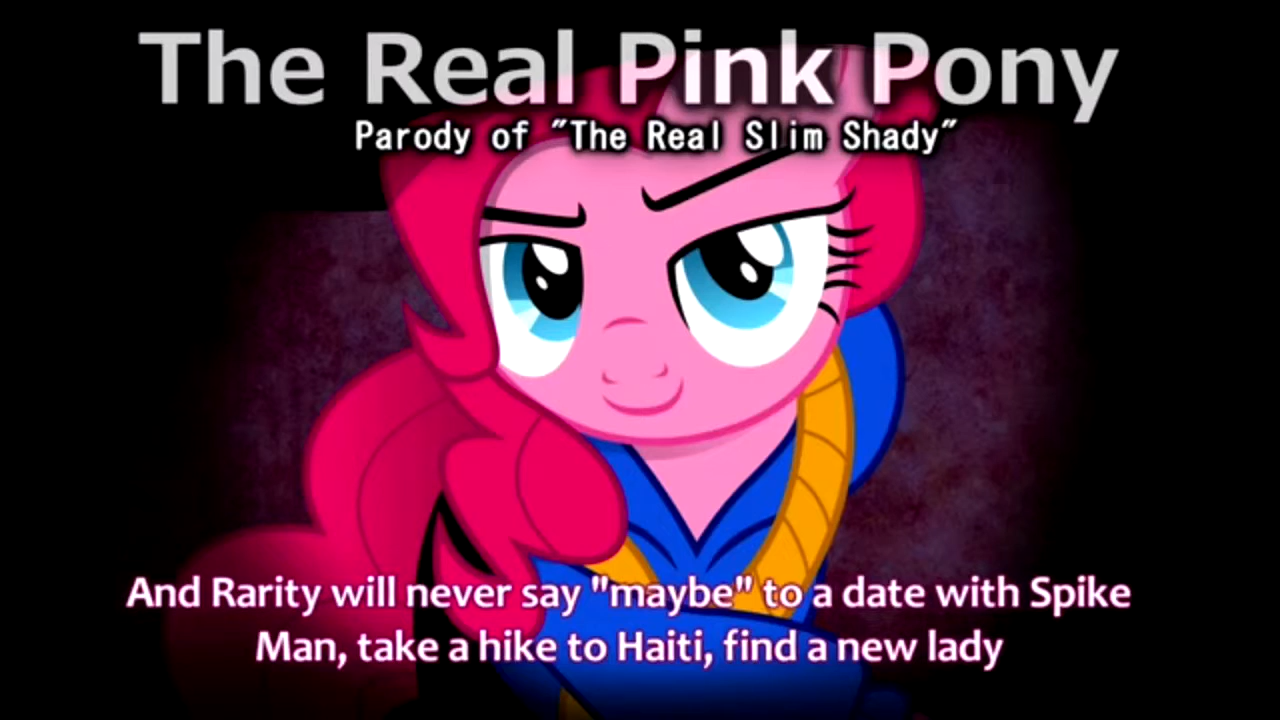 The Real Pink Pony
Parody of "The Real Slim Shady"
And Rarity will never say "maybe" to a date with Spike
Man, take a hike to Haiti, find a new lady